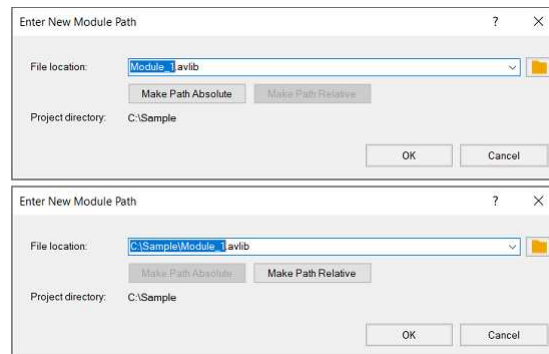 Enter New Module Path ? ×
File location: Module_1.avlib
Make Path Absolute Make Path Relative
Project directory: C:\Sample
OK Cancel
Enter New Module Path ? ×
File location: C:\Sample\Module_1.avlib
Make Path Absolute Make Path Relative
Project directory: C:\Sample
OK Cancel